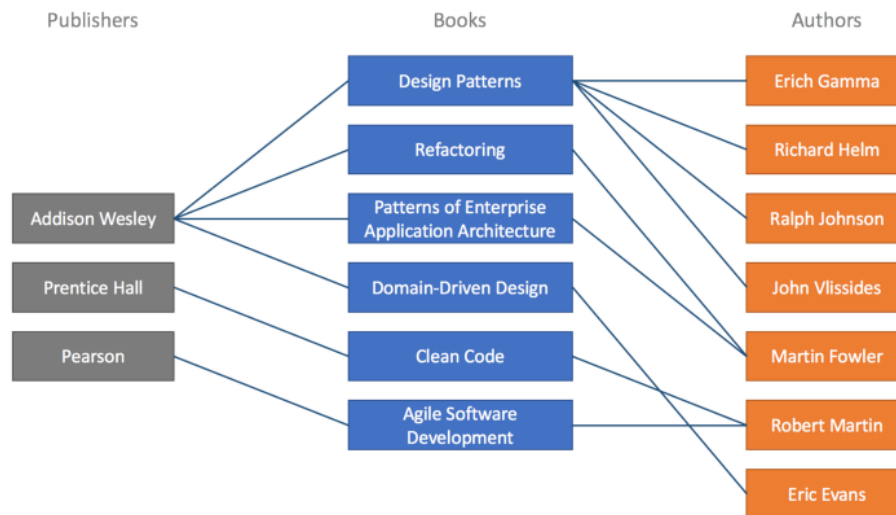 Publishers
Books
Authors
Design Patterns
Erich Gamma
Refactoring
Richard Helm
Addison Wesley
Patterns of Enterprise
Application Architecture
Ralph Johnson
Prentice Hall
Domain-Driven Design
John Vlissides
Pearson
Clean Code
Martin Fowler
Agile Software
Development
Robert Martin
Eric Evans